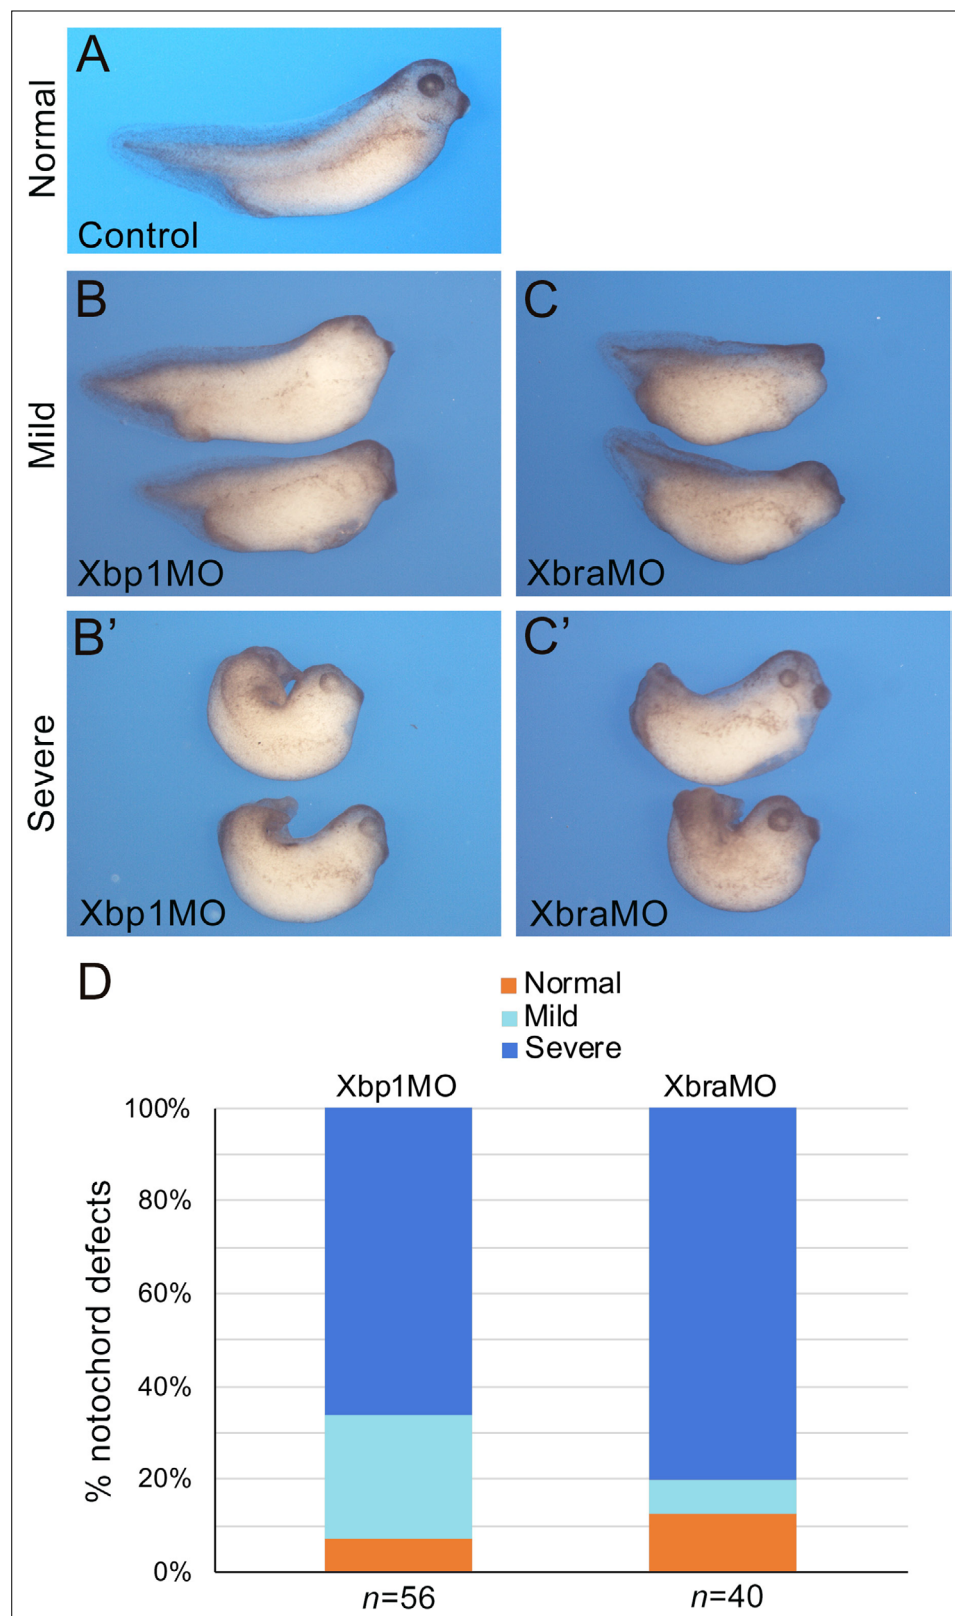 A
Normal
Control
B
C
Mild
Xbp1MO
XbraMO
B’
C’
Severe
Xbp1MO
XbraMO
D
Normal
Mild
Severe
Xbp1MO
XbraMO
100%
80%
60%
40%
20%
0%
% notochord defects
n=56
n=40